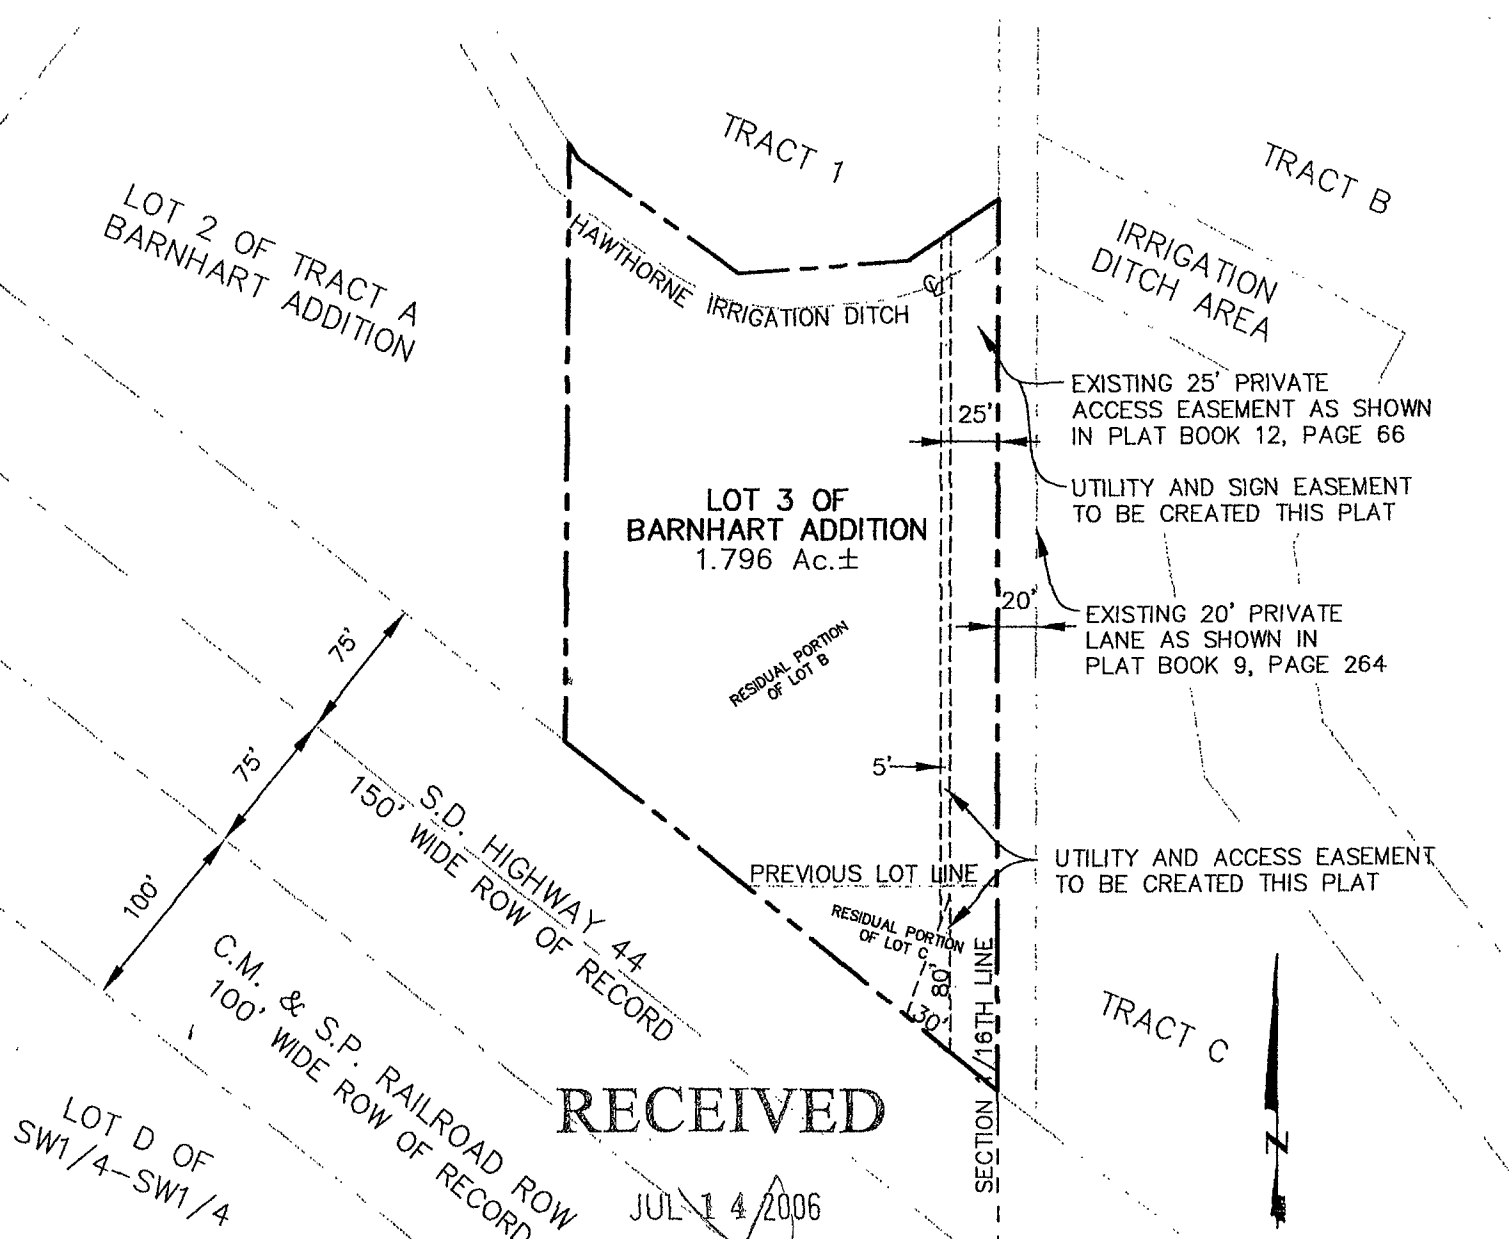 TRACT 1
TRACT B
LOT 2 OF TRACT A
BARNHART ADDITION
IRRIGATION
DITCH AREA
HAWTHORNE IRRIGATION DITCH
CL
EXISTING 25' PRIVATE
ACCESS EASEMENT AS SHOWN
IN PLAT BOOK 12, PAGE 66
25'
UTILITY AND SIGN EASEMENT
TO BE CREATED THIS PLAT
LOT 3 OF
BARNHART ADDITION
1.796 Ac.±
20'
EXISTING 20' PRIVATE
LANE AS SHOWN IN
PLAT BOOK 9, PAGE 264
RESIDUAL PORTION
OF LOT B
75'
75'
100'
5'
S.D. HIGHWAY 44
150' WIDE ROW OF RECORD
PREVIOUS LOT LINE
UTILITY AND ACCESS EASEMENT
TO BE CREATED THIS PLAT
RESIDUAL PORTION
OF LOT C
80'
30'
SECTION 1/16TH LINE
TRACT C
C.M. & S.P. RAILROAD ROW
100' WIDE ROW OF RECORD
LOT D OF
SW1/4-SW1/4
N
RECEIVED
JUL 14 2006